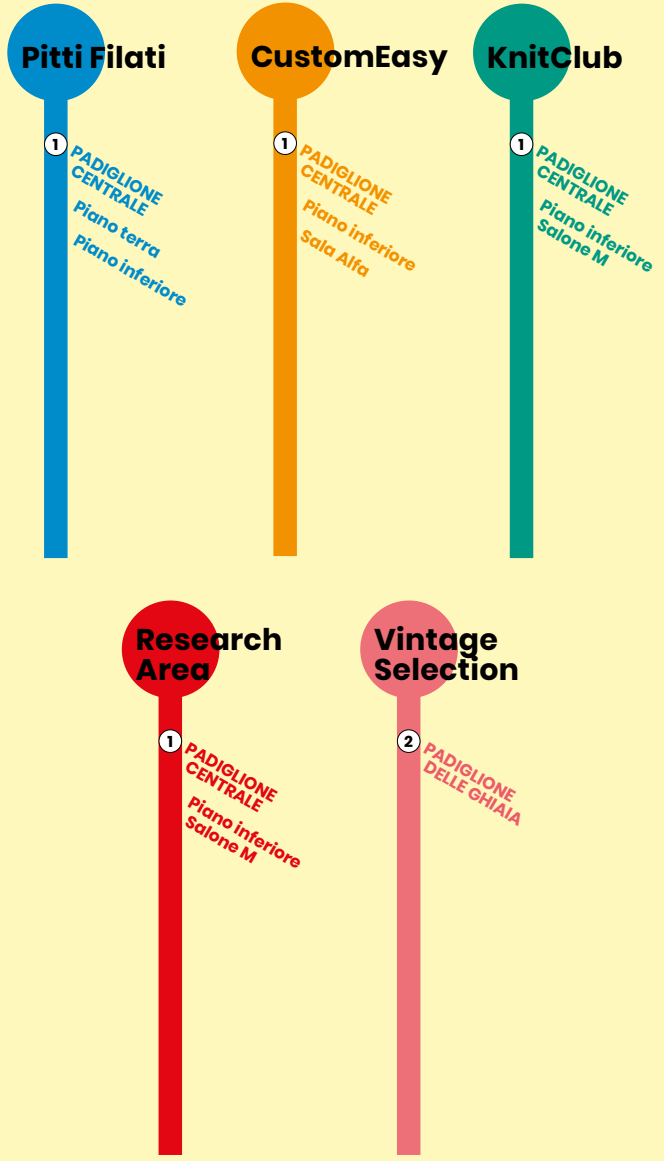 Pitti Filati
1
PADIGLIONE
CENTRALE
Piano terra
Piano inferiore
CustomEasy
1
PADIGLIONE
CENTRALE
Piano inferiore
Sala Alfa
KnitClub
1
PADIGLIONE
CENTRALE
Piano inferiore
Salone M
Research
Area
1
PADIGLIONE
CENTRALE
Piano inferiore
Salone M
Vintage
Selection
2
PADIGLIONE
DELLE GHIAIA